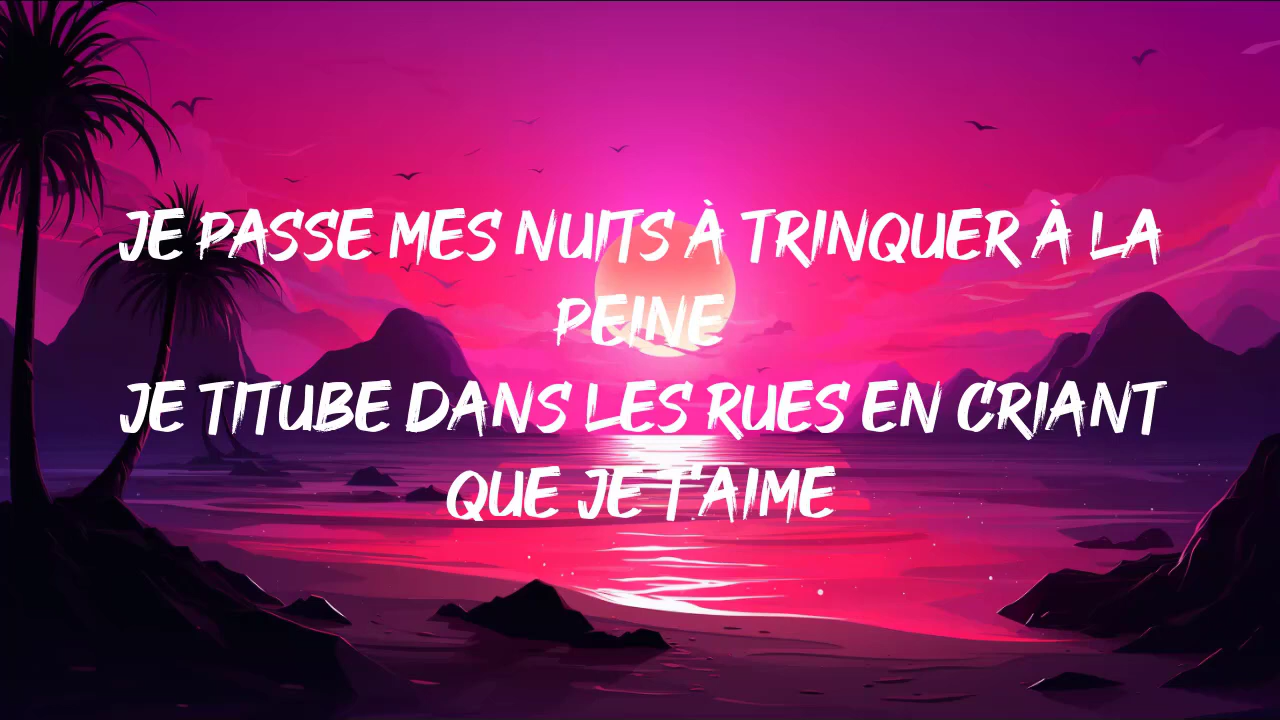 JE PASSE MES NUITS À TRINQUER À LA
PEINE
JE TITUBE DANS LES RUES EN CRIANT
QUE JE T'AIME